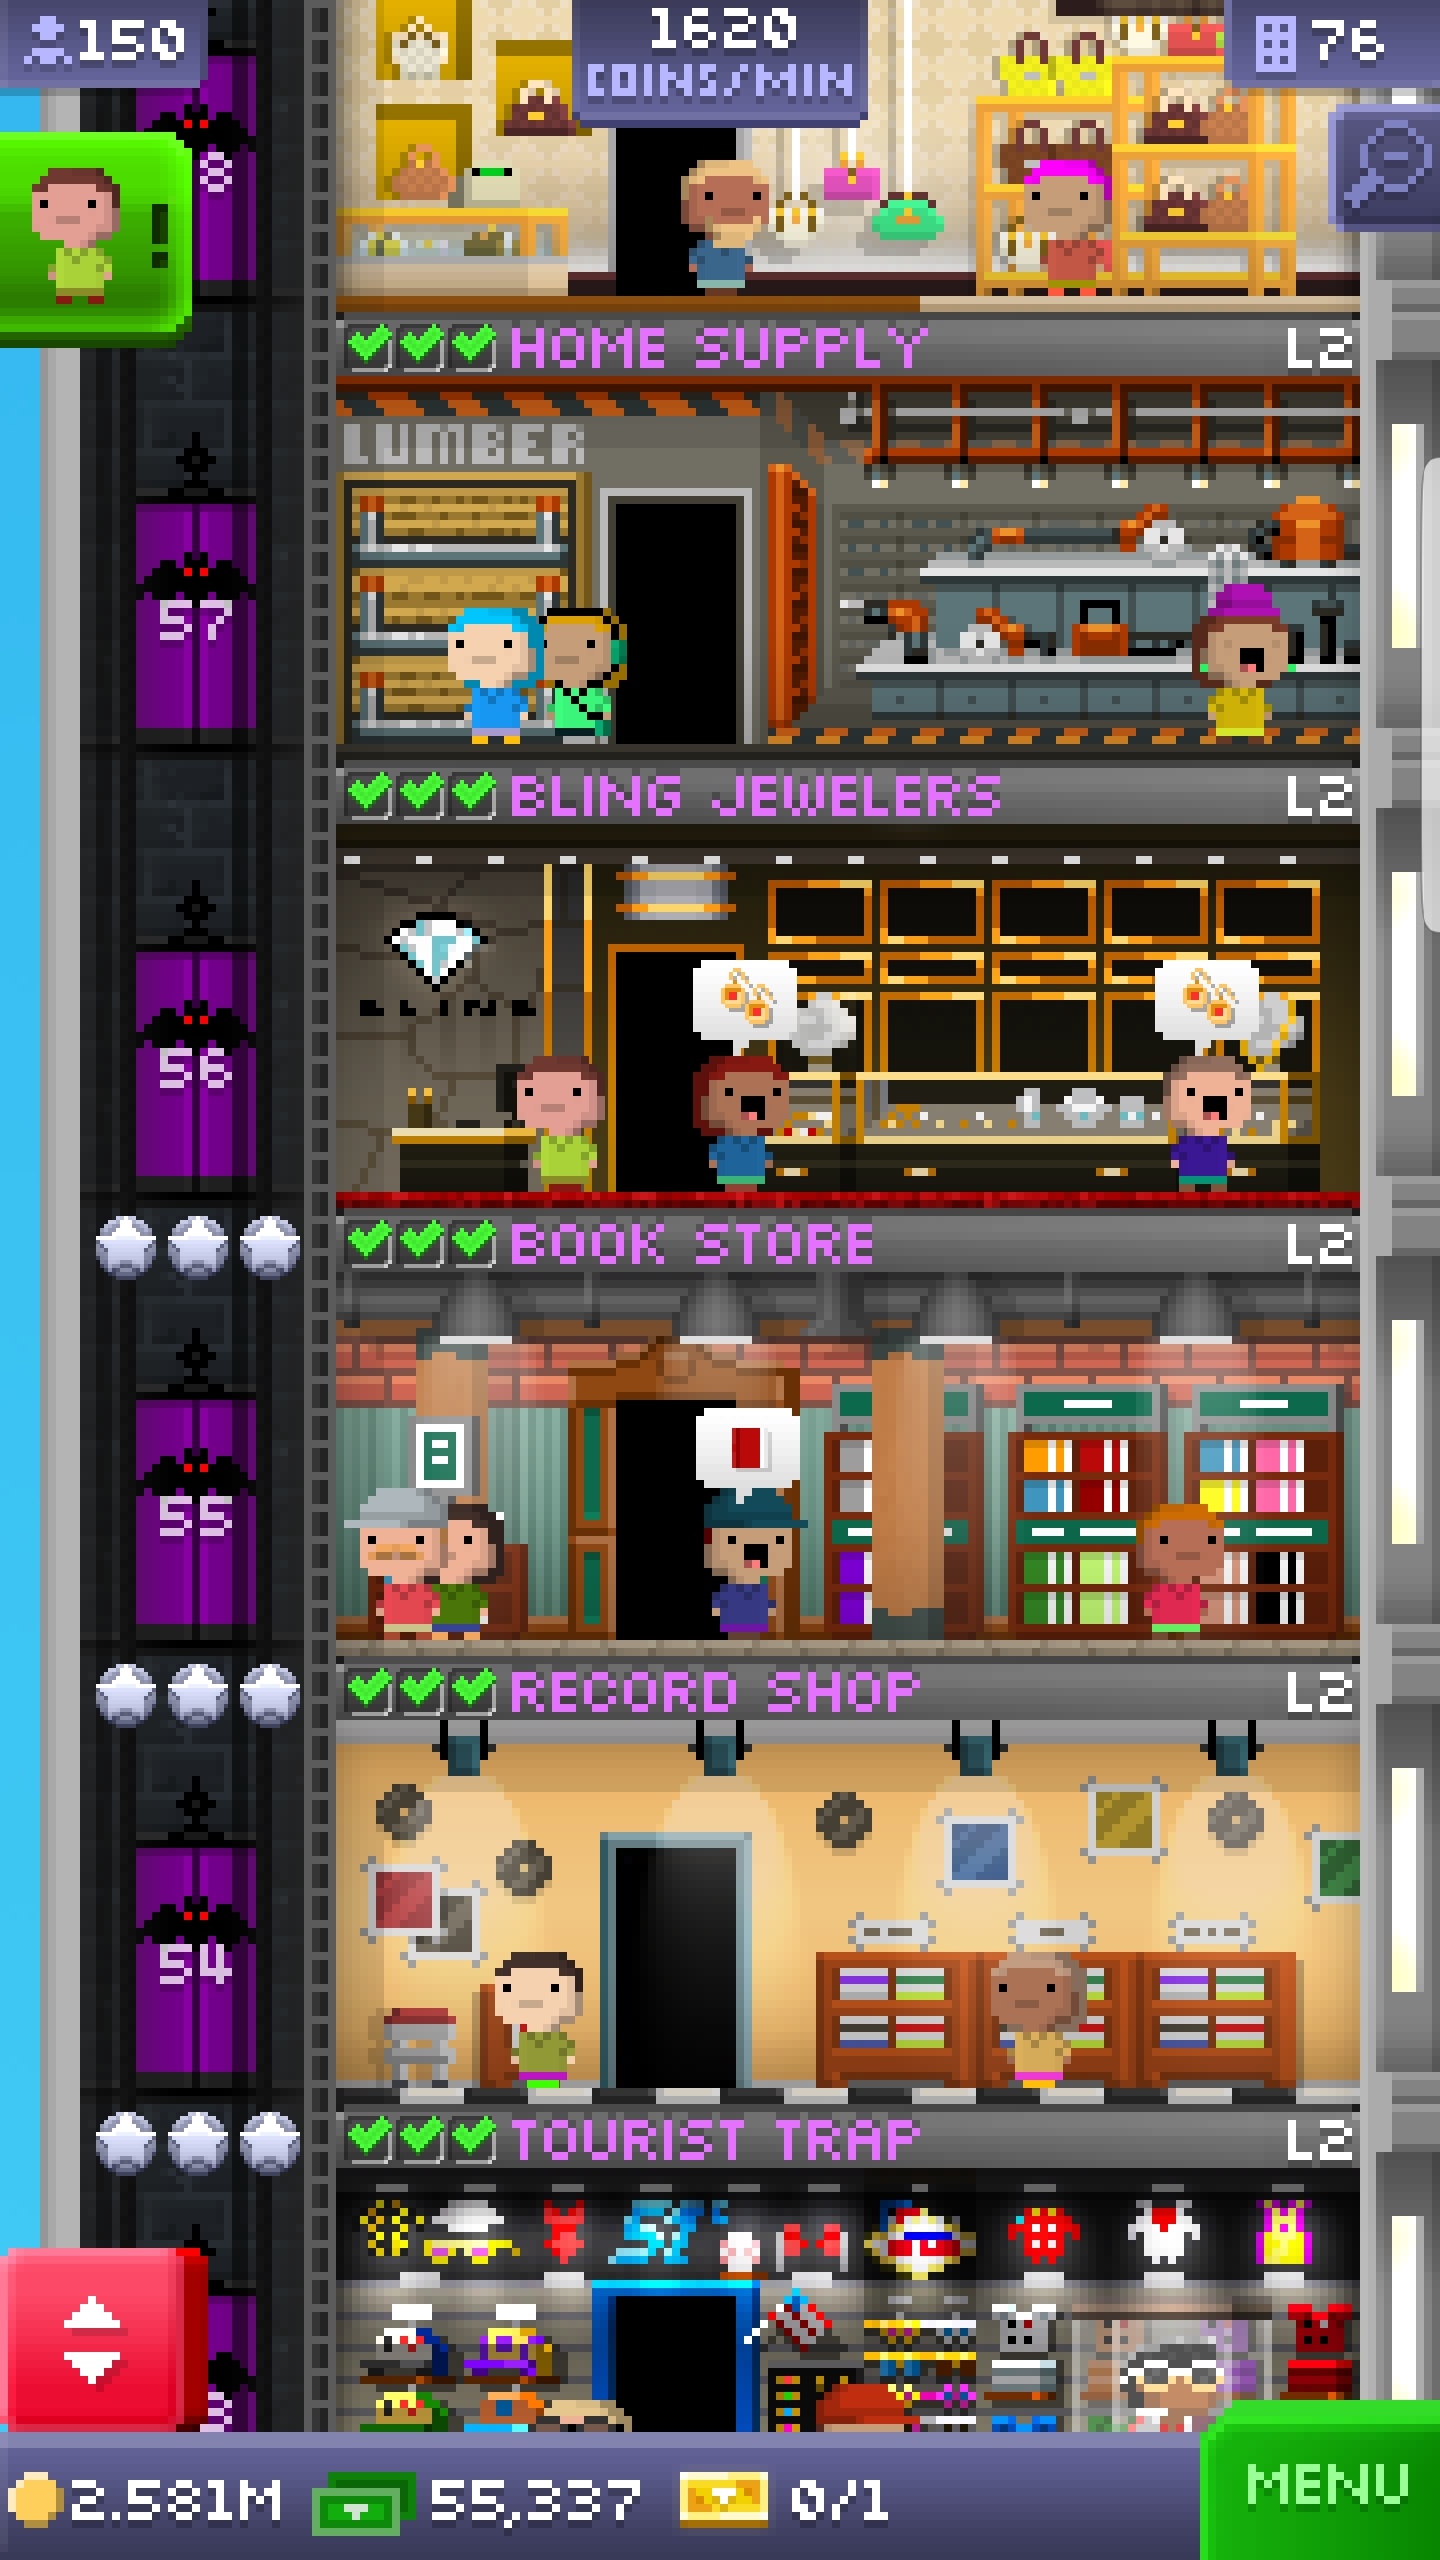 150
1620
COINS/MIN
76
8
!
HOME SUPPLY L2
LUMBER
57
BLING JEWELERS L2
BLING
56
BOOK STORE L2
55
RECORD SHOP L2
54
TOURIST TRAP L2
2.581M 55,337 0/1 MENU